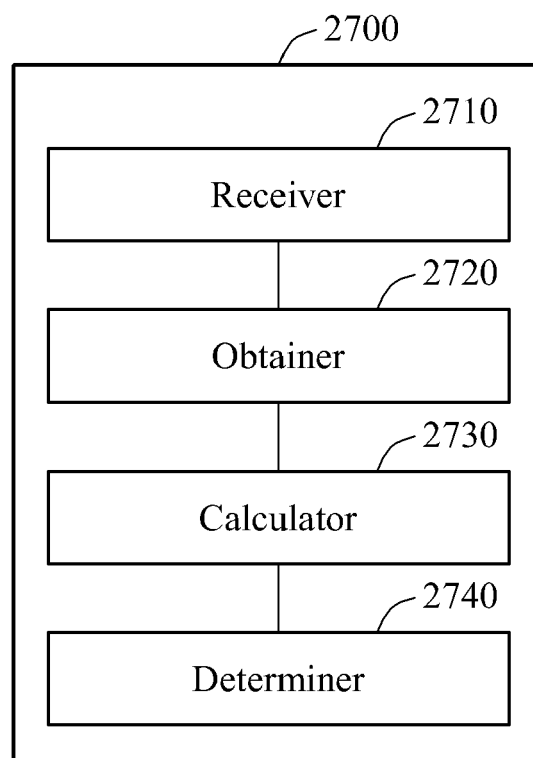 2700
2710
Receiver
2720
Obtainer
2730
Calculator
2740
Determiner